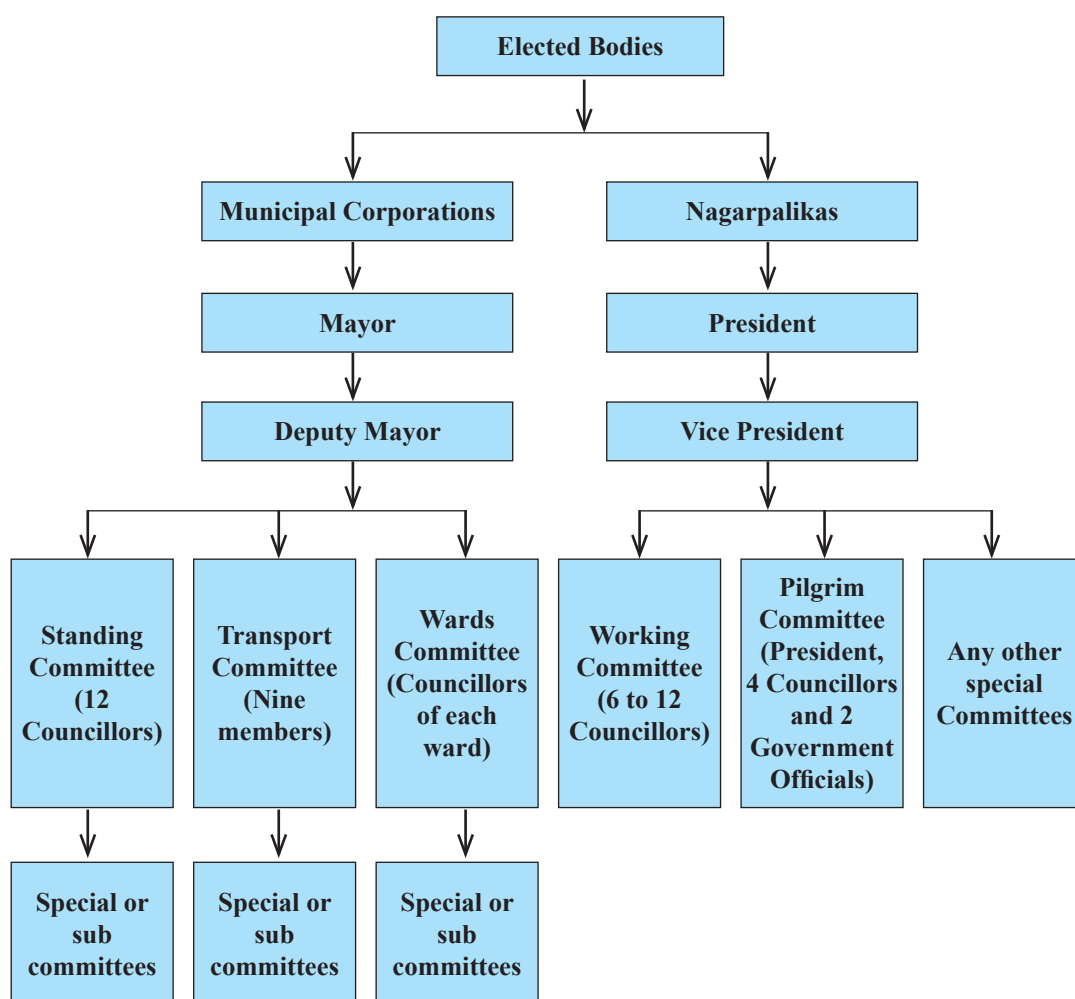 Elected Bodies
Municipal Corporations
Nagarpalikas
Mayor
President
Deputy Mayor
Vice President
Standing
Committee
(12
Councillors)
Transport
Committee
(Nine
members)
Wards
Committee
(Councillors
of each
ward)
Working
Committee
(6 to 12
Councillors)
Pilgrim
Committee
(President,
4 Councillors
and 2
Government
Officials)
Any other
special
Committees
Special or
sub
committees
Special or
sub
committees
Special or
sub
committees